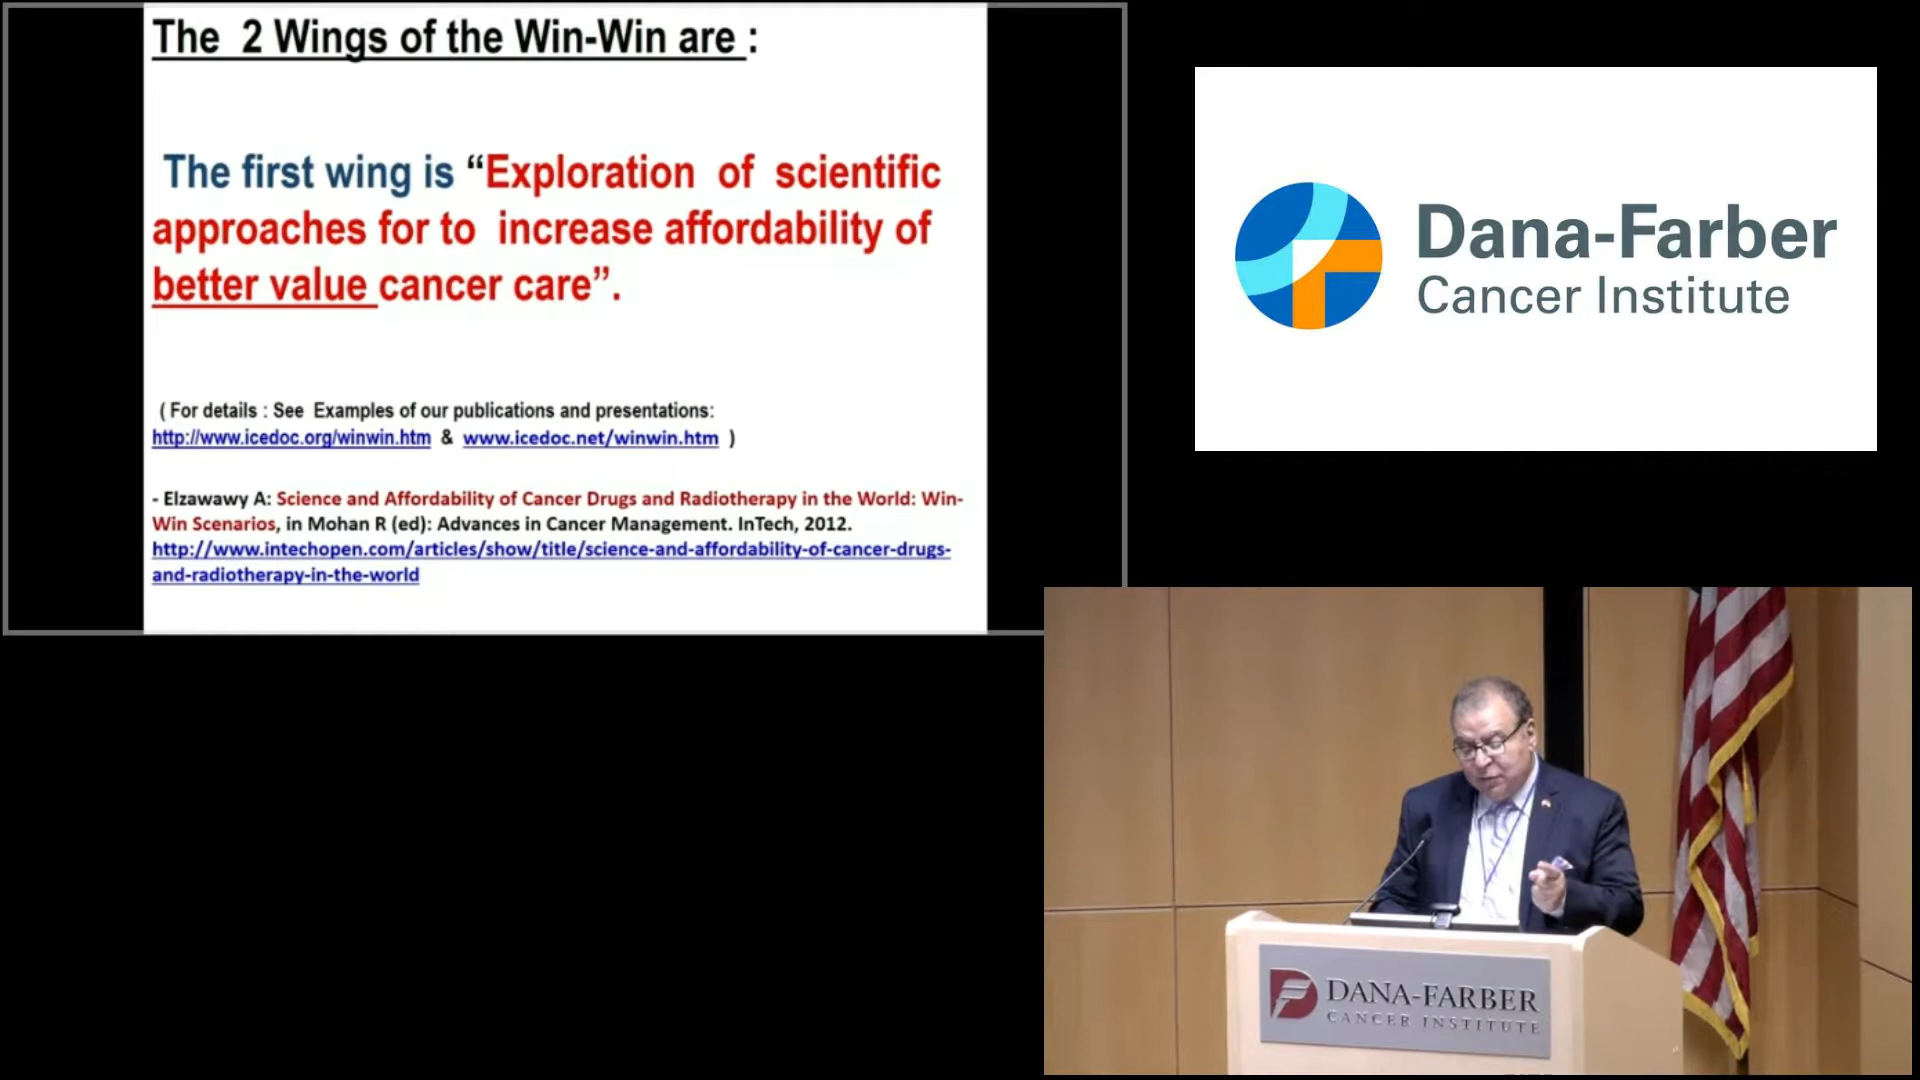 The 2 Wings of the Win-Win are :
The first wing is “Exploration of scientific
approaches for to increase affordability of
better value cancer care”.
( For details : See Examples of our publications and presentations:
http://www.icedoc.org/winwin.htm & www.icedoc.net/winwin.htm )
- Elzawawy A: Science and Affordability of Cancer Drugs and Radiotherapy in the World: Win-
Win Scenarios, in Mohan R (ed): Advances in Cancer Management. InTech, 2012.
http://www.intechopen.com/articles/show/title/science-and-affordability-of-cancer-drugs-
and-radiotherapy-in-the-world
Dana-Farber
Cancer Institute
DANA-FARBER
CANCER INSTITUTE